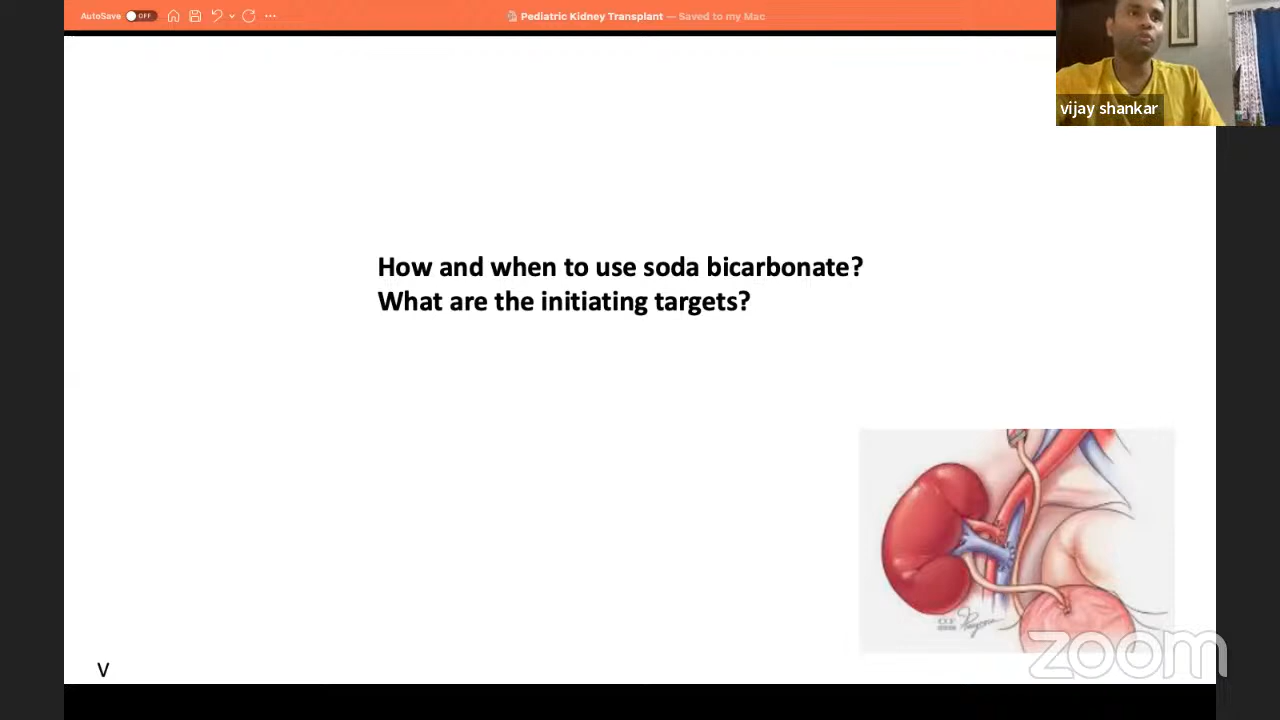 AutoSave OFF Pediatric Kidney Transplant — Saved to my Mac
vijay shankar
How and when to use soda bicarbonate?
What are the initiating targets?
V
zoom